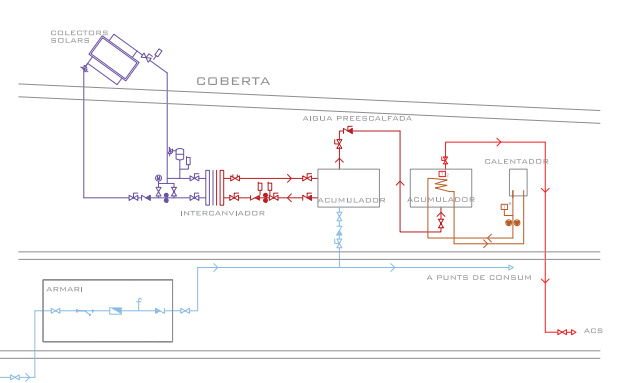 COLECTORS
SOLARS
COBERTA
AIGUA PREESCALFADA
CALENTADOR
ACUMULADOR
ACUMULADOR
INTERCANVIADOR
A PUNTS DE CONSUM
ARMARI
ACS